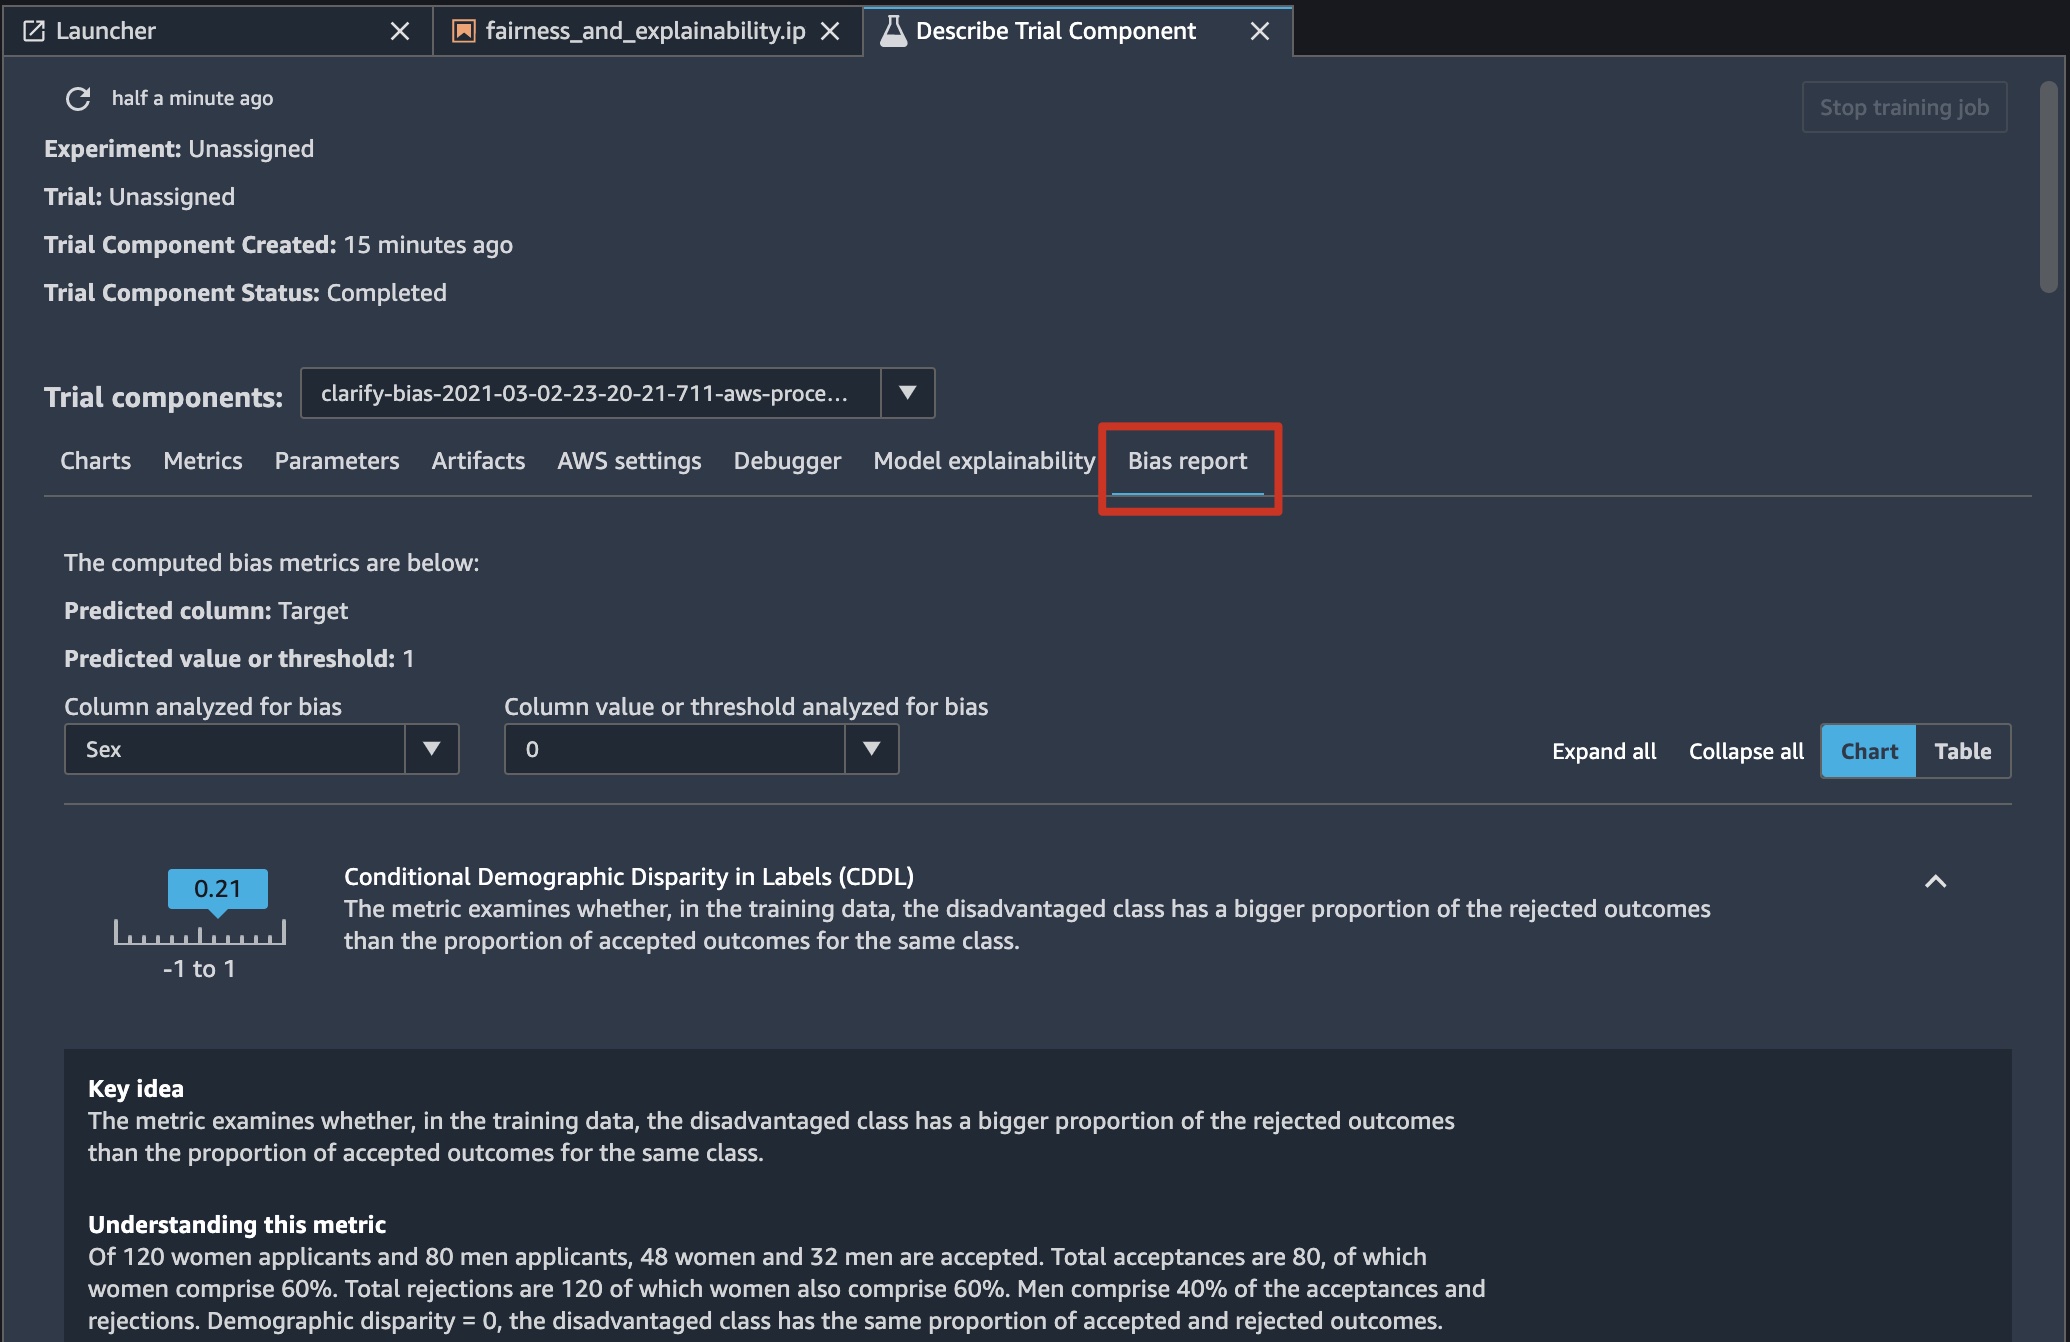 Launcher
fairness_and_explainability.ip
Describe Trial Component
half a minute ago
Stop training job
Experiment: Unassigned
Trial: Unassigned
Trial Component Created: 15 minutes ago
Trial Component Status: Completed
Trial components: clarify-bias-2021-03-02-23-20-21-711-aws-proce...
Charts Metrics Parameters Artifacts AWS settings Debugger Model explainability Bias report
The computed bias metrics are below:
Predicted column: Target
Predicted value or threshold: 1
Column analyzed for bias
Sex
Column value or threshold analyzed for bias
0
Expand all Collapse all Chart Table
0.21
-1 to 1
Conditional Demographic Disparity in Labels (CDDL)
The metric examines whether, in the training data, the disadvantaged class has a bigger proportion of the rejected outcomes
than the proportion of accepted outcomes for the same class.
Key idea
The metric examines whether, in the training data, the disadvantaged class has a bigger proportion of the rejected outcomes
than the proportion of accepted outcomes for the same class.
Understanding this metric
Of 120 women applicants and 80 men applicants, 48 women and 32 men are accepted. Total acceptances are 80, of which
women comprise 60%. Total rejections are 120 of which women also comprise 60%. Men comprise 40% of the acceptances and
rejections. Demographic disparity = 0, the disadvantaged class has the same proportion of accepted and rejected outcomes.